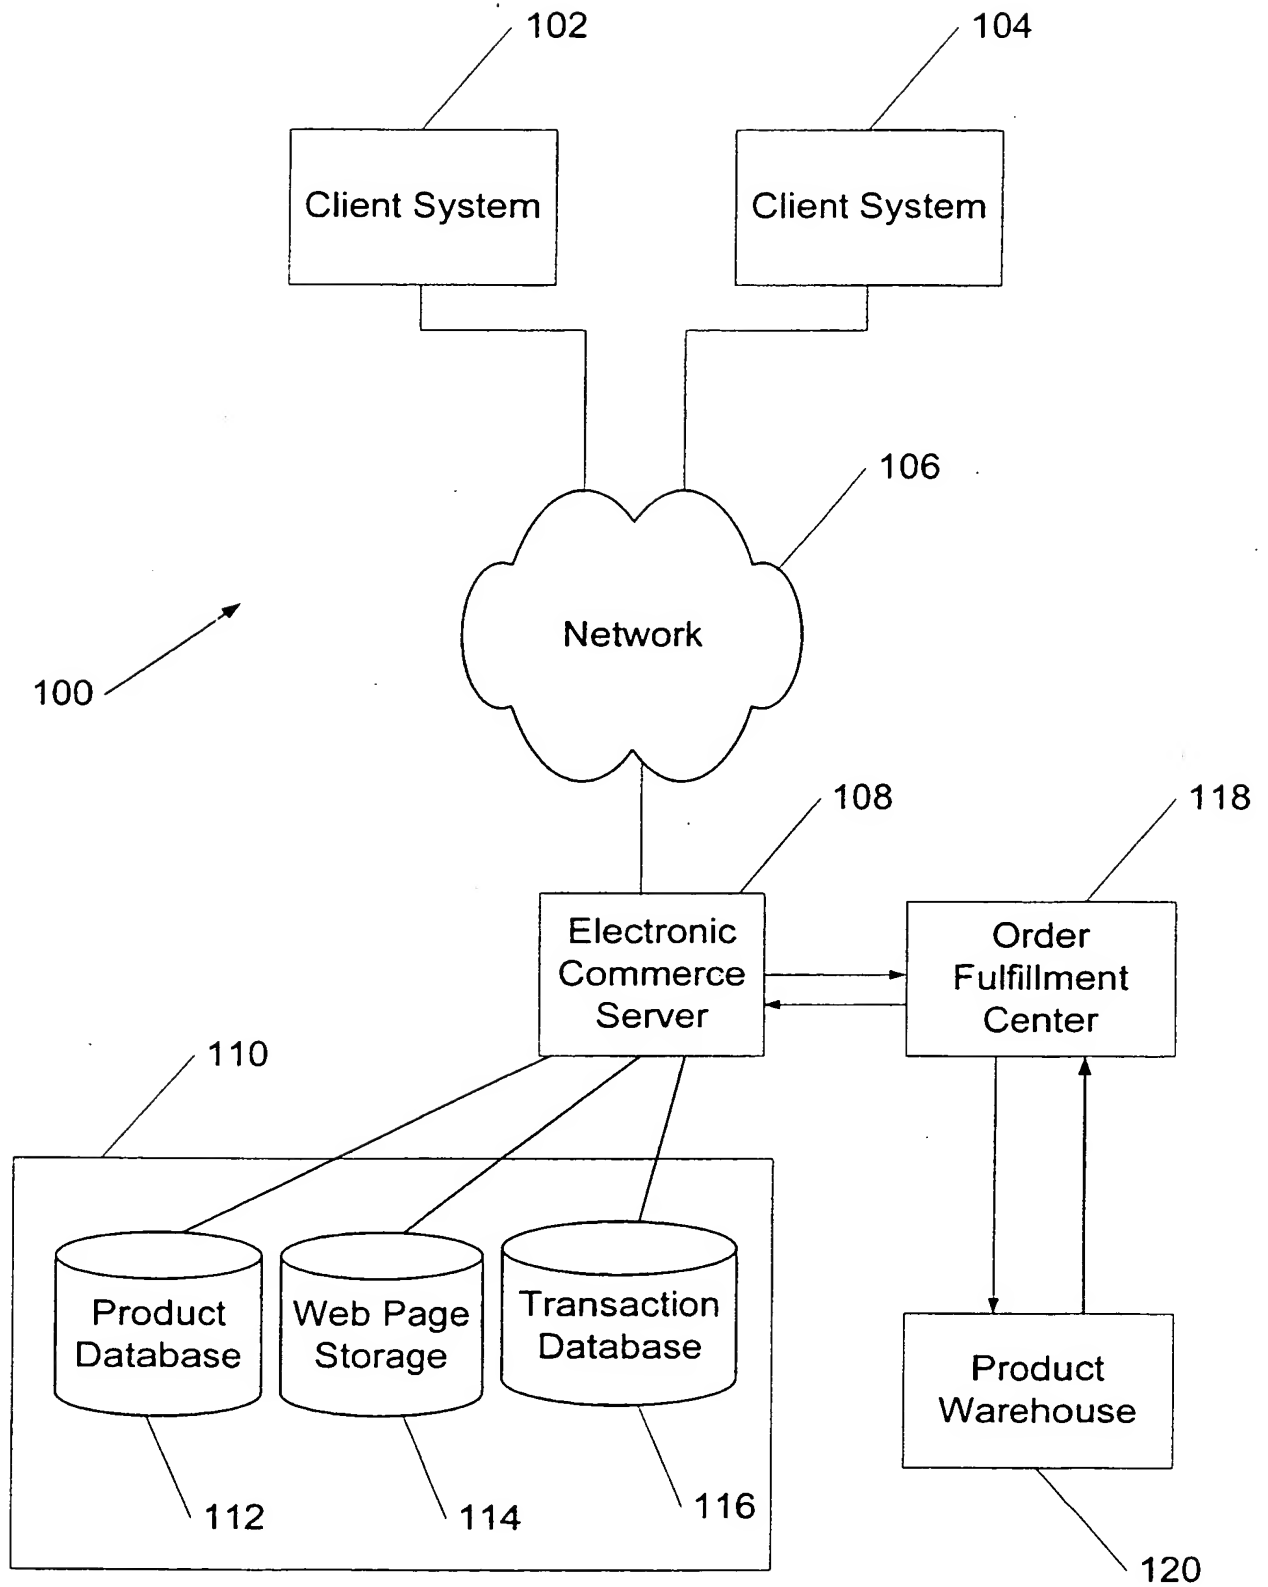 102
104
Client System
Client System
106
Network
100
108
118
Electronic
Commerce
Server
Order
Fulfillment
Center
110
Product
Database
Web Page
Storage
Transaction
Database
Product
Warehouse
112
114
116
120